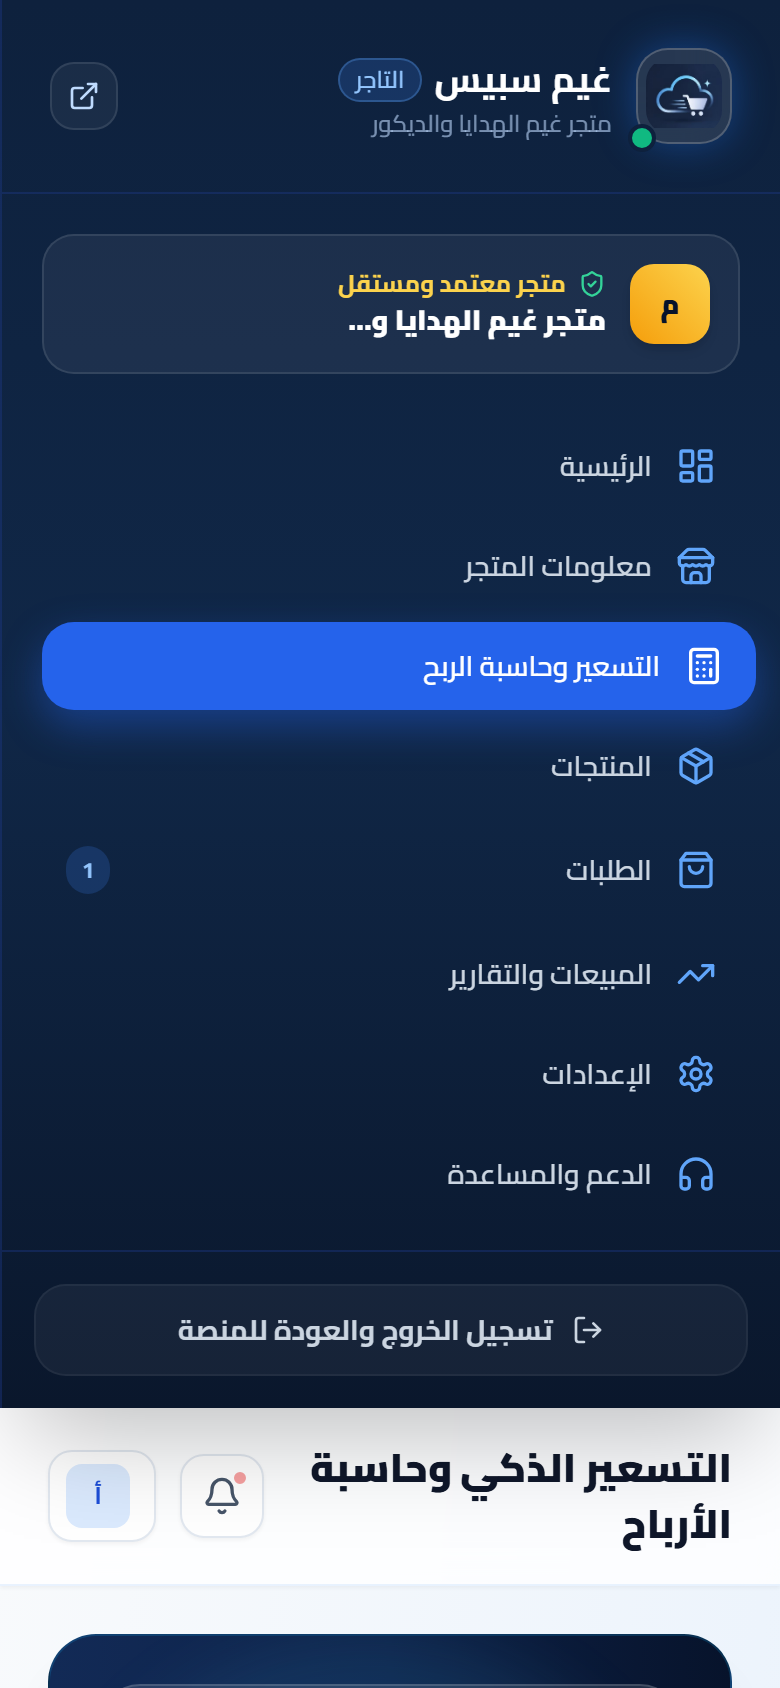 غيم سبيس
التاجر
متجر غيم الهدايا والديكور
م
متجر معتمد ومستقل
متجر غيم الهدايا و...
الرئيسية
معلومات المتجر
التسعير وحاسبة الربح
المنتجات
الطلبات
1
المبيعات والتقارير
الإعدادات
الدعم والمساعدة
تسجيل الخروج والعودة للمنصة
التسعير الذكي وحاسبة
الأرباح
أ